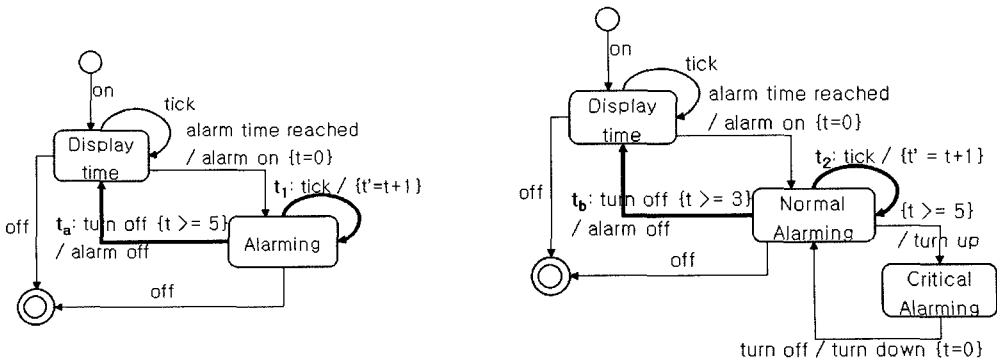 on
tick
Display
time
alarm time reached
/ alarm on {t=0}
t1: tick / {t'=t+1}
off
ta: turn off {t >= 5}
/ alarm off
Alarming
off
on
tick
Display
time
alarm time reached
/ alarm on {t=0}
t2: tick / {t' = t+1}
off
tb: turn off {t >= 3}
/ alarm off
Normal
Alarming
{t >= 5}
/ turn up
off
Critical
Alarming
turn off / turn down {t=0}